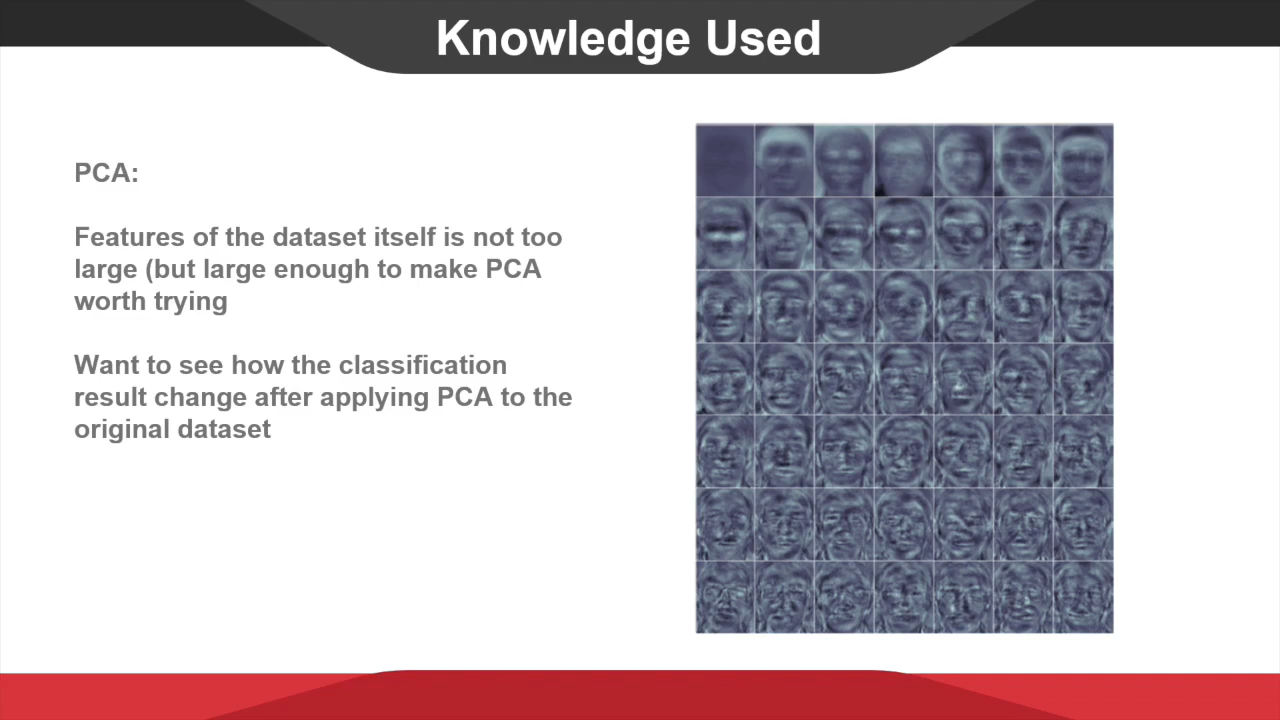 Knowledge Used
PCA:
Features of the dataset itself is not too
large (but large enough to make PCA
worth trying
Want to see how the classification
result change after applying PCA to the
original dataset